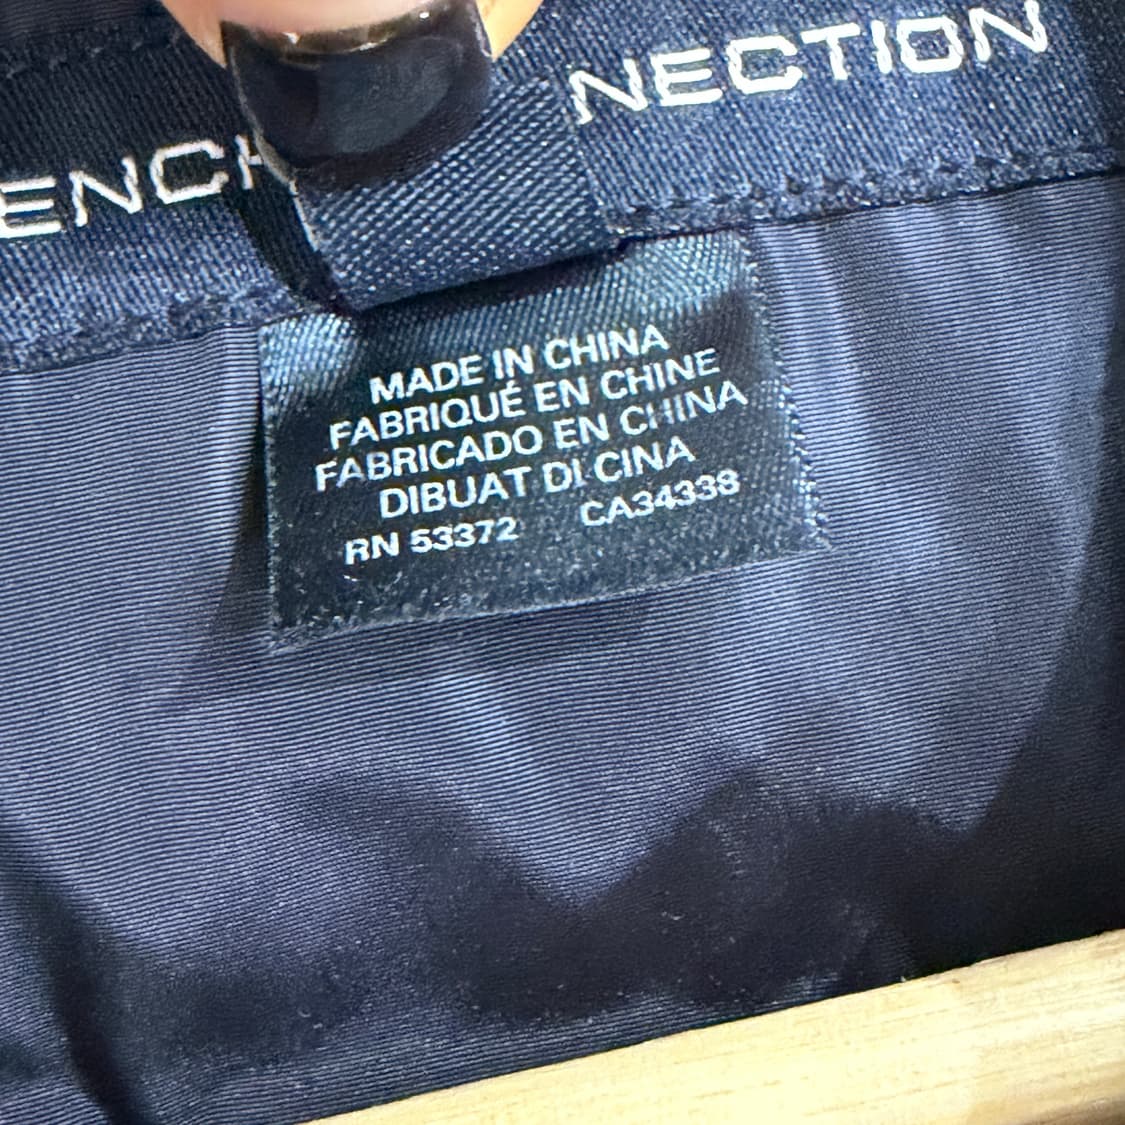 ENCH NECTION
MADE IN CHINA
FABRIQUÉ EN CHINE
FABRICADO EN CHINA
DIBUAT DI CINA
RN 53372 CA34338